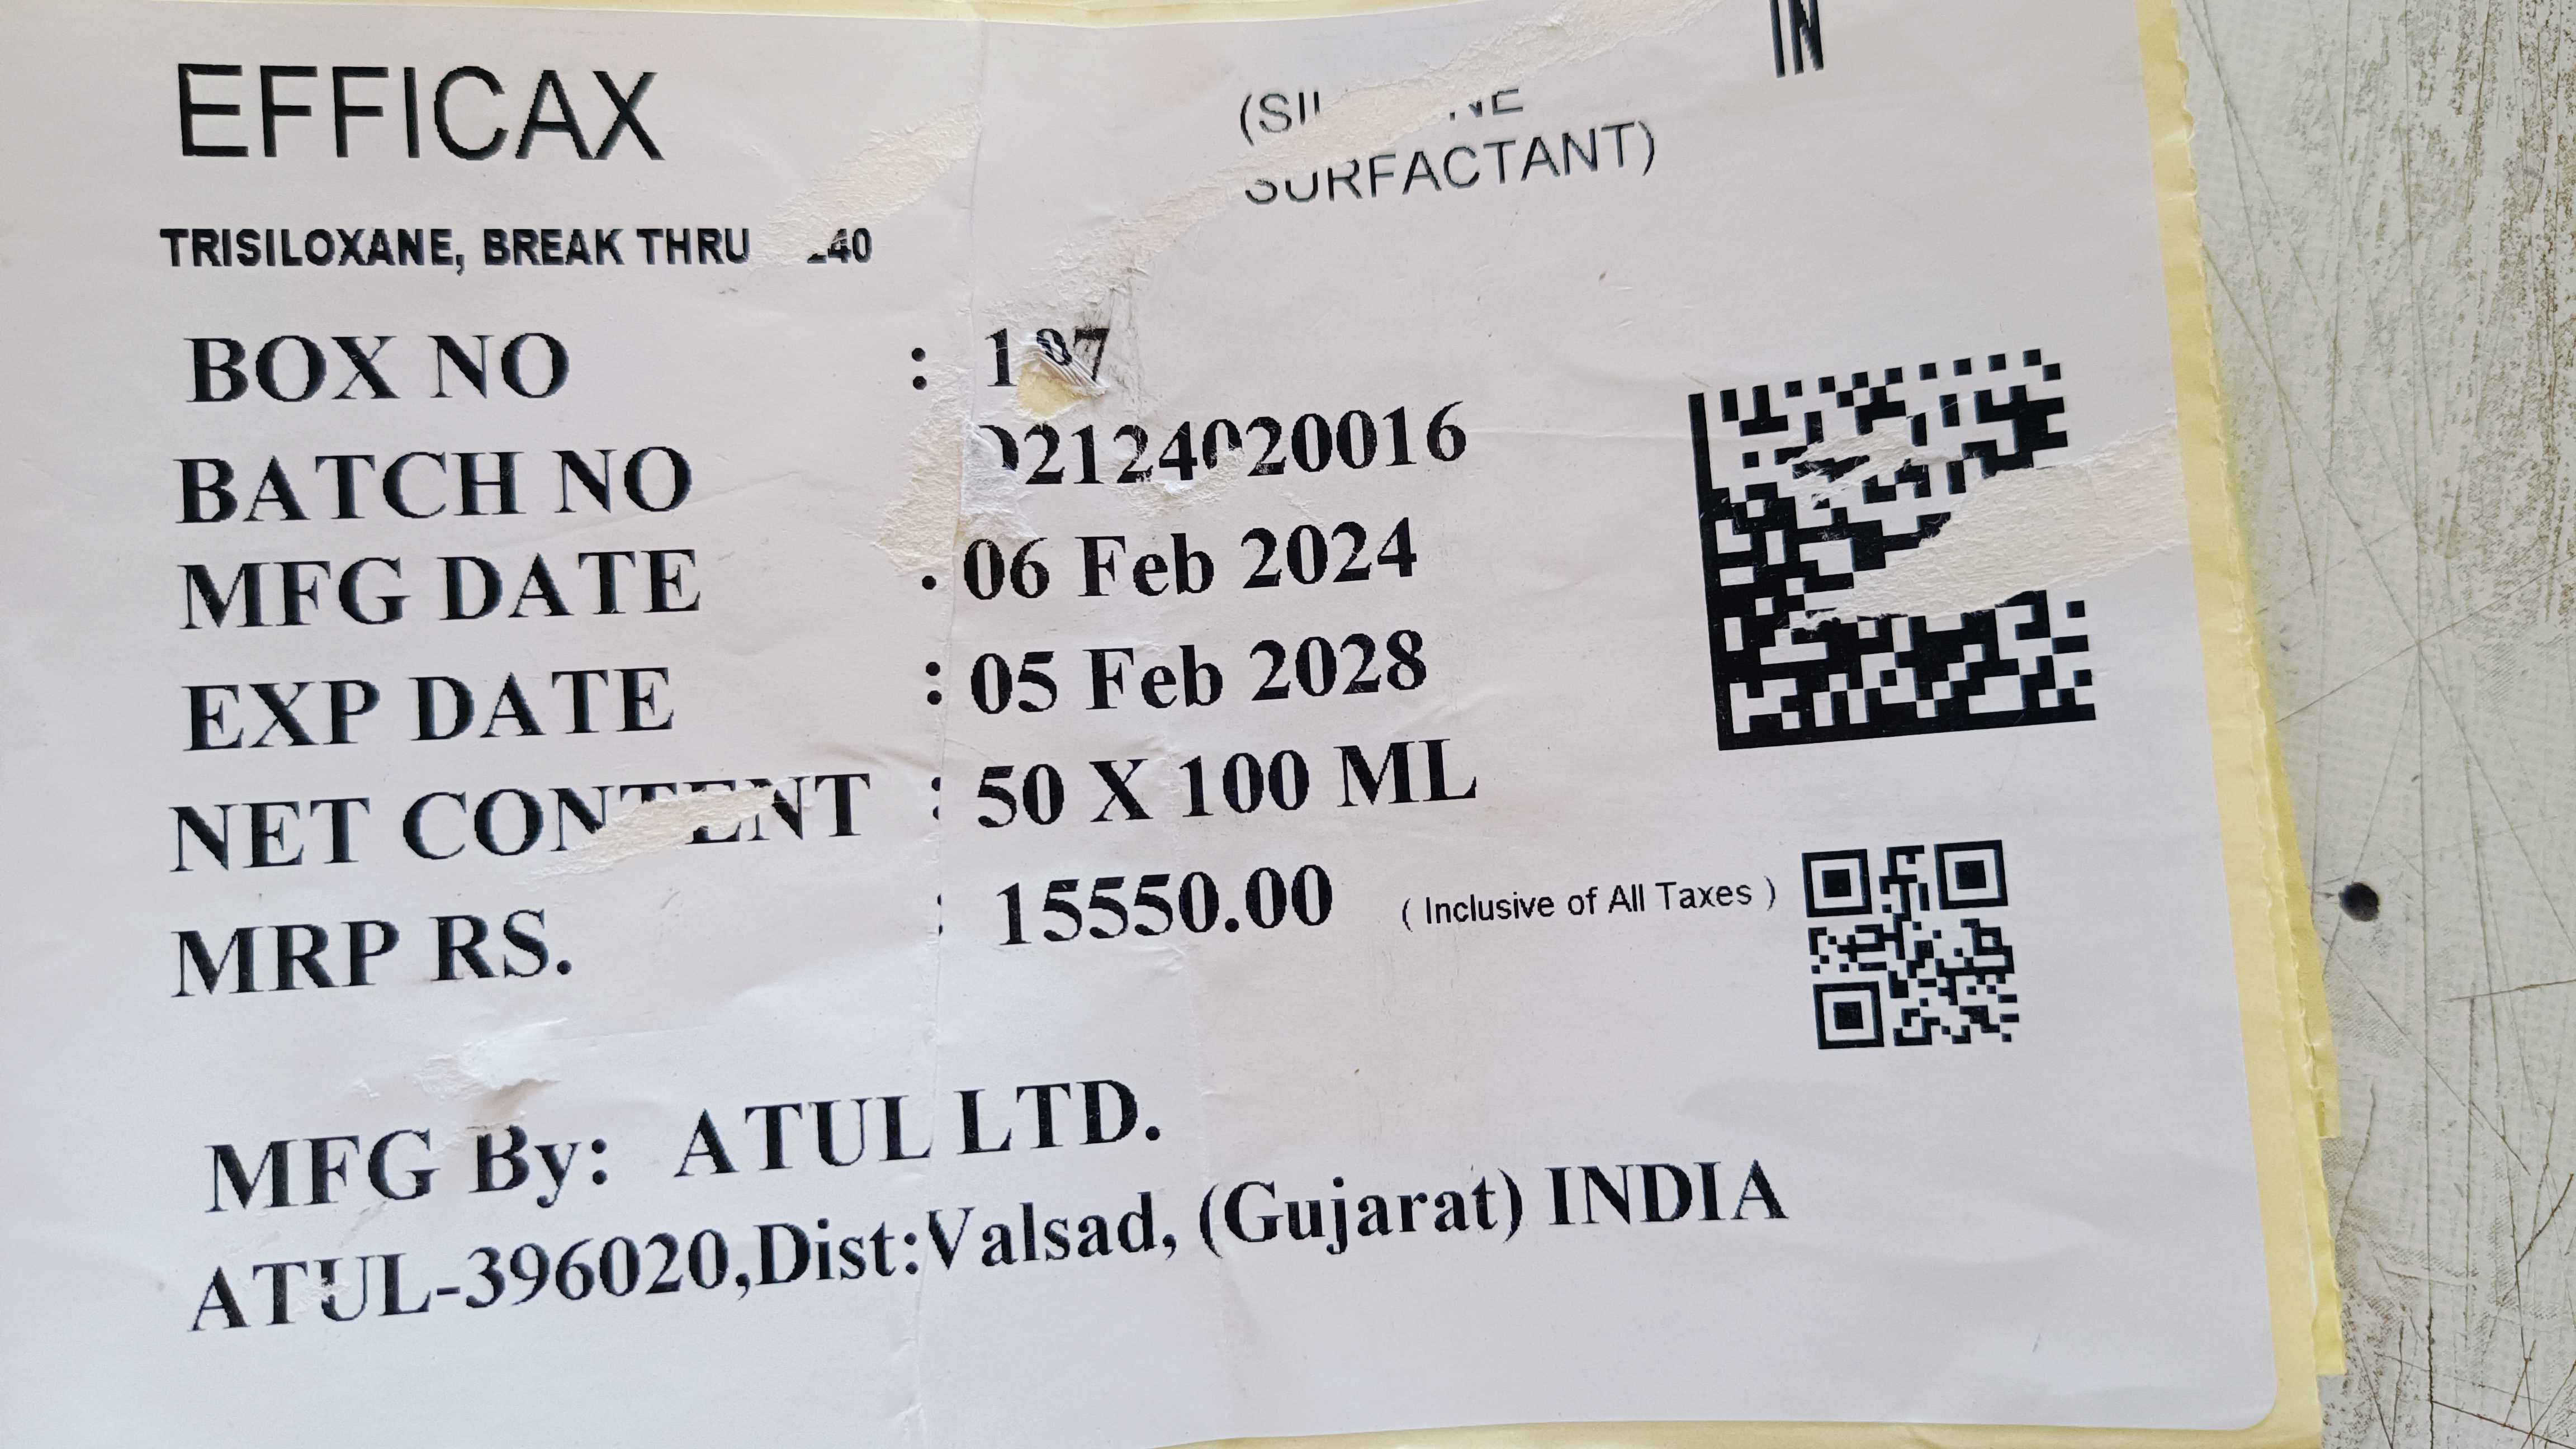 IN
EFFICAX
SURFACTANT)
TRISILOXANE, BREAK THRU
BOX NO :
BATCH NO
MFG DATE : 06 Feb 2024
EXP DATE : 05 Feb 2028
NET CONTENT : 50 X 100 ML
MRP RS. : 15550.00 ( Inclusive of All Taxes )
MFG By: ATUL LTD.
ATUL-396020,Dist:Valsad, (Gujarat) INDIA